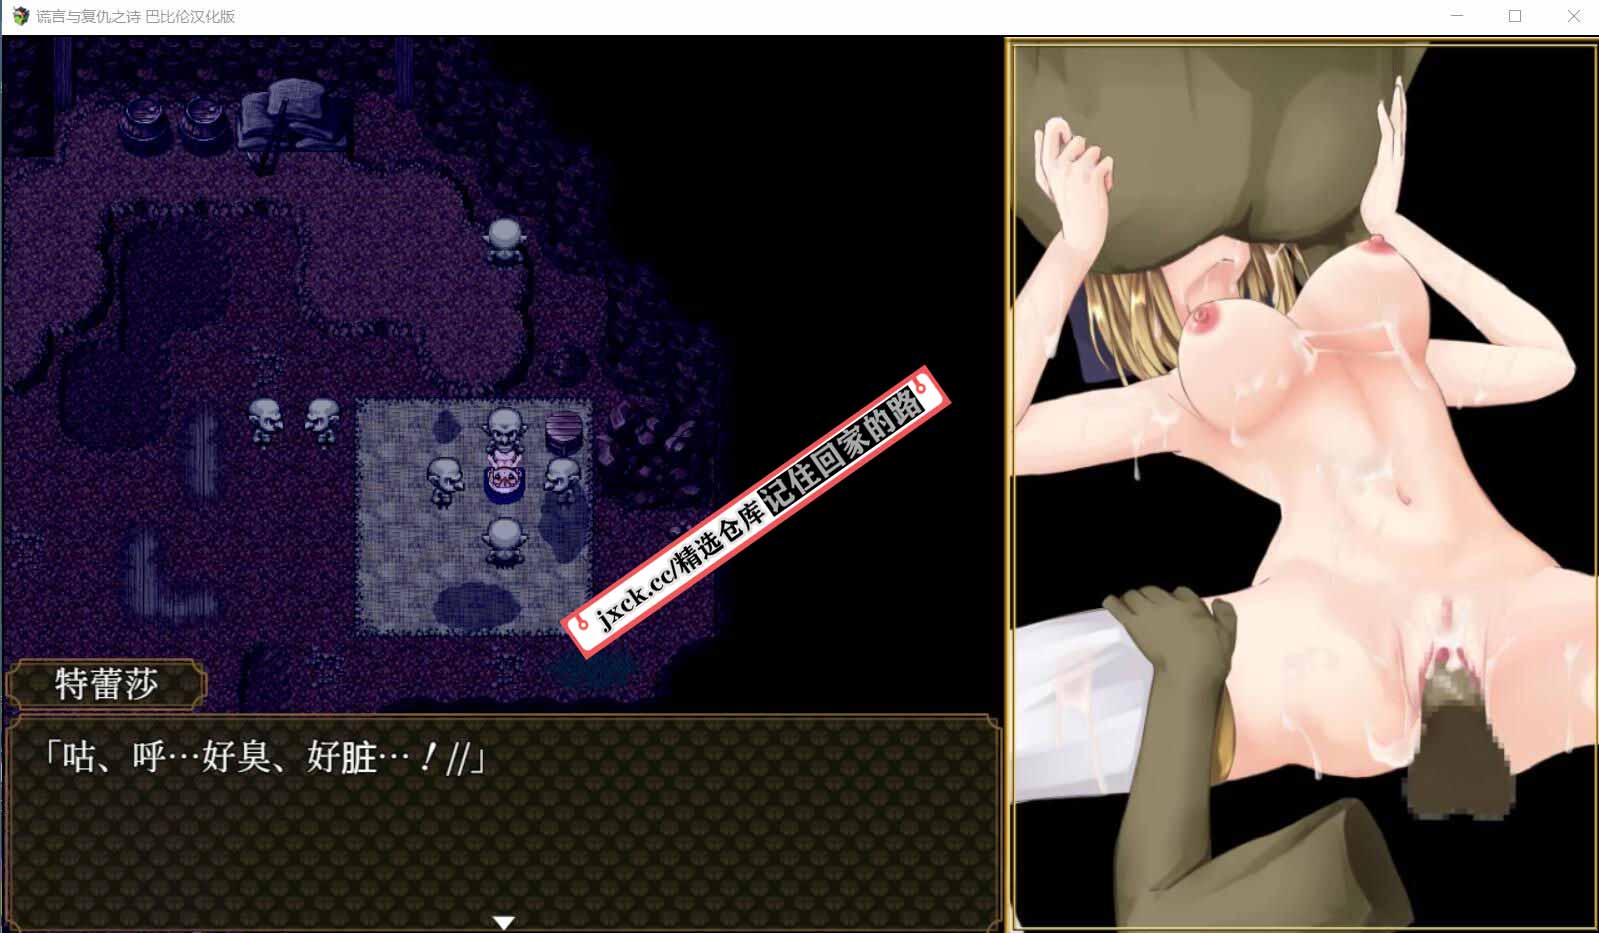 谎言与复仇之诗 巴比伦汉化版
jxck.cc/精选仓库 记住回家的路
特蕾莎
「咕、呼…好臭、好脏…！//」